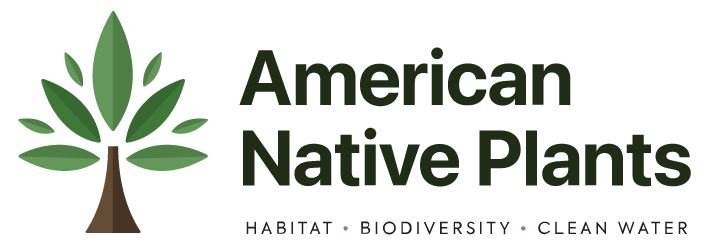 American
Native Plants
HABITAT • BIODIVERSITY • CLEAN WATER